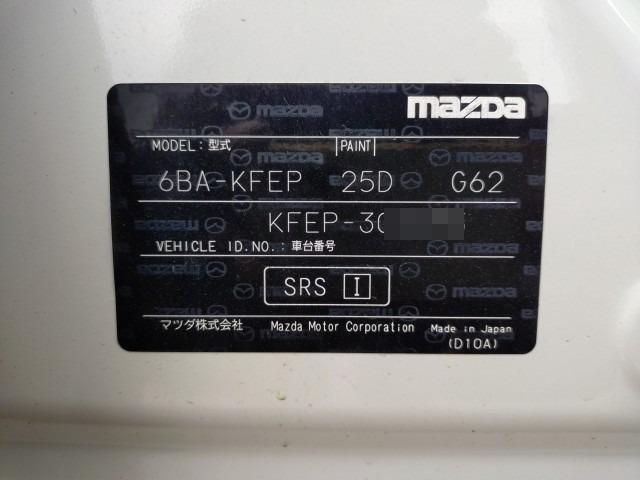 mazda
MODEL: 型式 PAINT
6BA-KFEP 25D G62
KFEP-30
VEHICLE ID.NO.: 車台番号
SRS I
マツダ株式会社 Mazda Motor Corporation Made in Japan
(D10A)